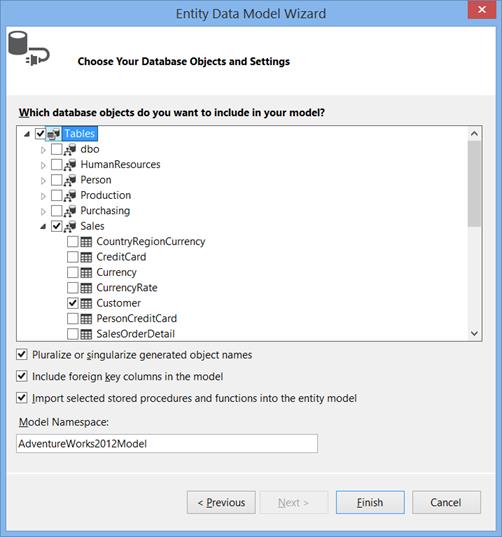 Entity Data Model Wizard
Choose Your Database Objects and Settings
Which database objects do you want to include in your model?
Tables
dbo
HumanResources
Person
Production
Purchasing
Sales
CountryRegionCurrency
CreditCard
Currency
CurrencyRate
Customer
PersonCreditCard
SalesOrderDetail
Pluralize or singularize generated object names
Include foreign key columns in the model
Import selected stored procedures and functions into the entity model
Model Namespace:
AdventureWorks2012Model
< Previous
Next >
Finish
Cancel